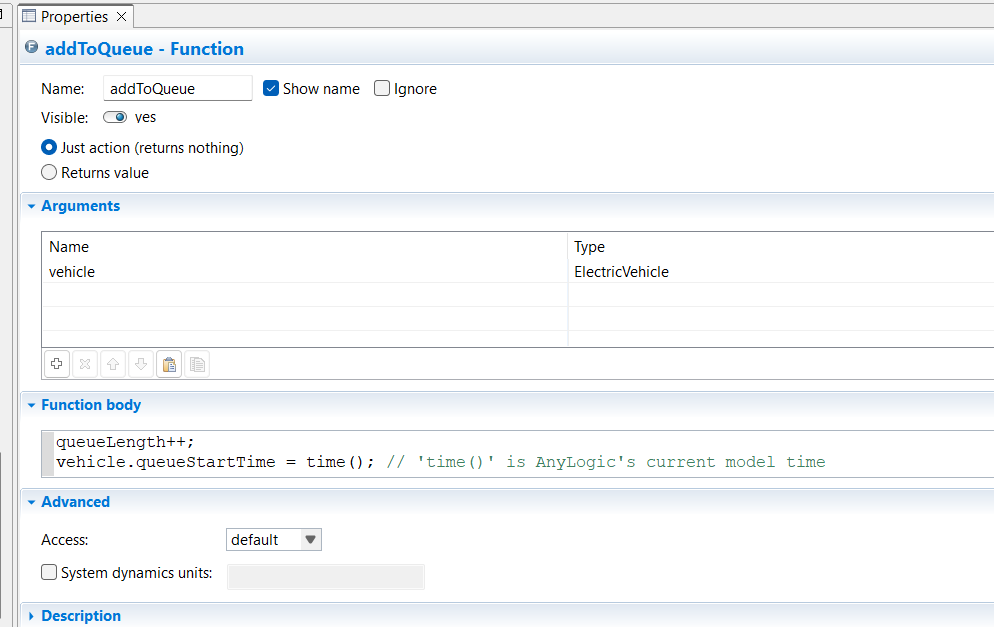 Properties
addToQueue - Function
Name: addToQueue Show name Ignore
Visible: yes
Just action (returns nothing)
Returns value
Arguments
Name Type
vehicle ElectricVehicle
Function body
queueLength++;
vehicle.queueStartTime = time(); // 'time()' is AnyLogic's current model time
Advanced
Access: default
System dynamics units:
Description